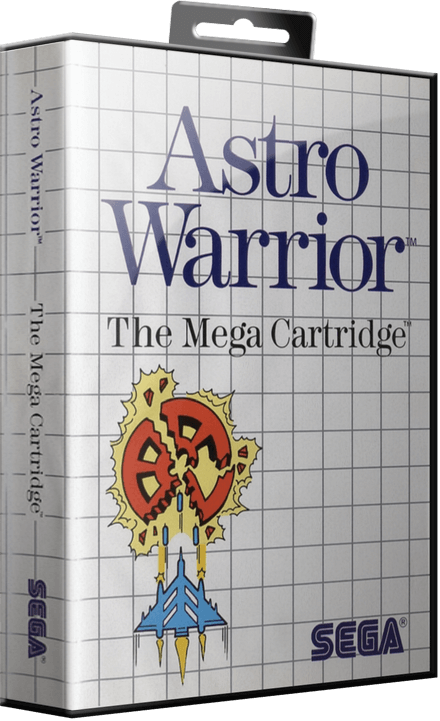 Astro Warrior™
The Mega Cartridge™
SEGA
Astro
Warrior™
The Mega Cartridge™
SEGA®